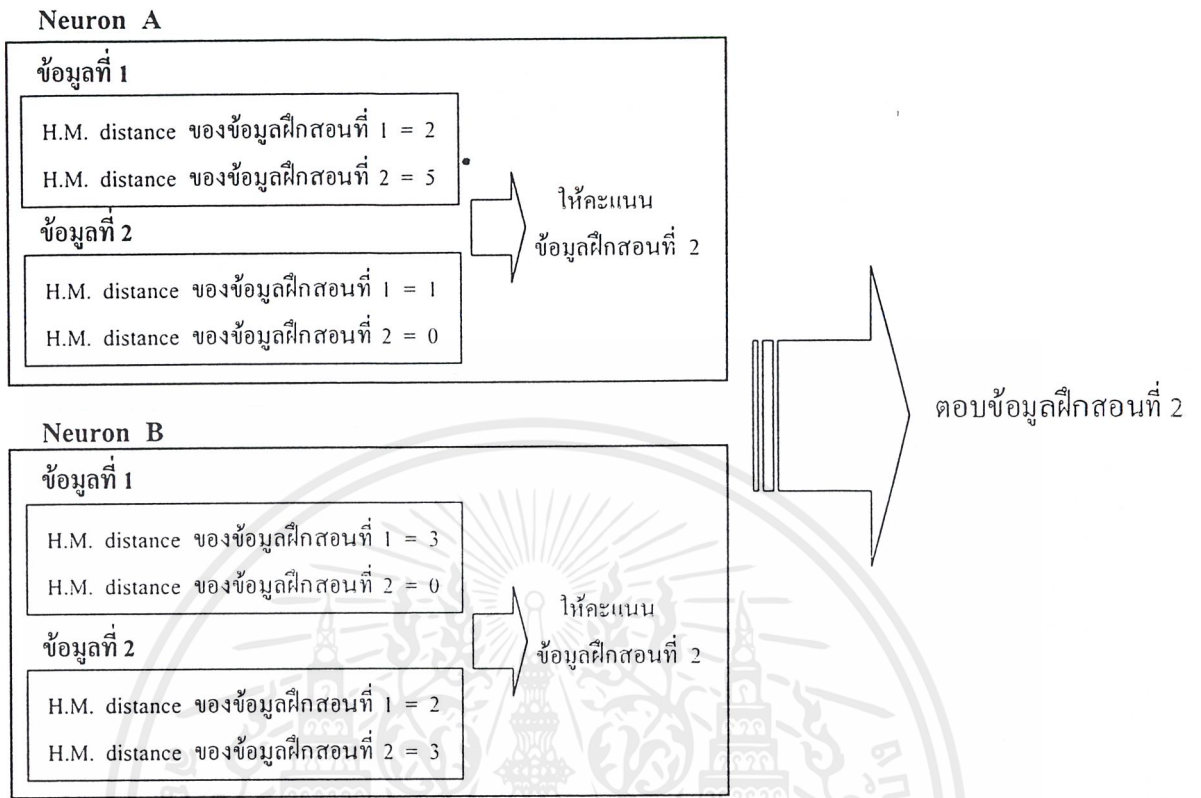 Neuron A
ข้อมูลที่ 1
H.M. distance ของข้อมูลฝึกสอนที่ 1 = 2
H.M. distance ของข้อมูลฝึกสอนที่ 2 = 5
ข้อมูลที่ 2
H.M. distance ของข้อมูลฝึกสอนที่ 1 = 1
H.M. distance ของข้อมูลฝึกสอนที่ 2 = 0
ให้คะแนน
ข้อมูลฝึกสอนที่ 2
Neuron B
ข้อมูลที่ 1
H.M. distance ของข้อมูลฝึกสอนที่ 1 = 3
H.M. distance ของข้อมูลฝึกสอนที่ 2 = 0
ข้อมูลที่ 2
H.M. distance ของข้อมูลฝึกสอนที่ 1 = 2
H.M. distance ของข้อมูลฝึกสอนที่ 2 = 3
ให้คะแนน
ข้อมูลฝึกสอนที่ 2
ตอบข้อมูลฝึกสอนที่ 2